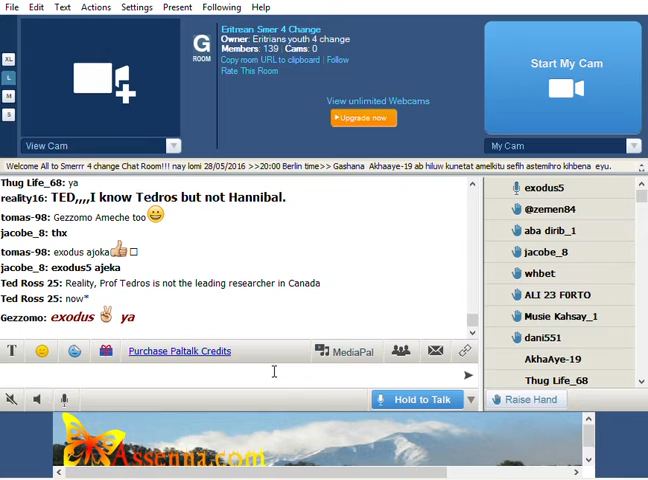 File Edit Text Actions Settings Present Following Help
XL
L
M
S
View Cam
G
ROOM
Eritrean Smer 4 Change
Owner: Eritrians youth 4 change
Members: 139 | Cams: 0
Copy room URL to clipboard | Follow
Rate This Room
View unlimited Webcams
Upgrade now
Start My Cam
My Cam
Welcome All to Smerrr 4 change Chat Room!!! nay lomi 28/05/2016 >>20:00 Berlin time>> Gashana Akhaaye-19 ab hiluw kunetat amelkitu sefih astemihro kihbena eyu.
Thug Life_68: ya
reality16: TED,,,,I know Tedros but not Hannibal.
tomas-98: Gezzomo Ameche too
jacobe_8: thx
tomas-98: exodus ajoka
jacobe_8: exodus5 ajeka
Ted Ross 25: Reality, Prof Tedros is not the leading researcher in Canada
Ted Ross 25: now*
Gezzomo: exodus ya
exodus5
@zemen84
aba dirib_1
jacobe_8
whbet
ALI 23 F0RTO
Musie Kahsay_1
dani551
AkhaAye-19
Thug Life_68
T
Purchase Paltalk Credits
MediaPal
Hold to Talk
Raise Hand
Assenna.com